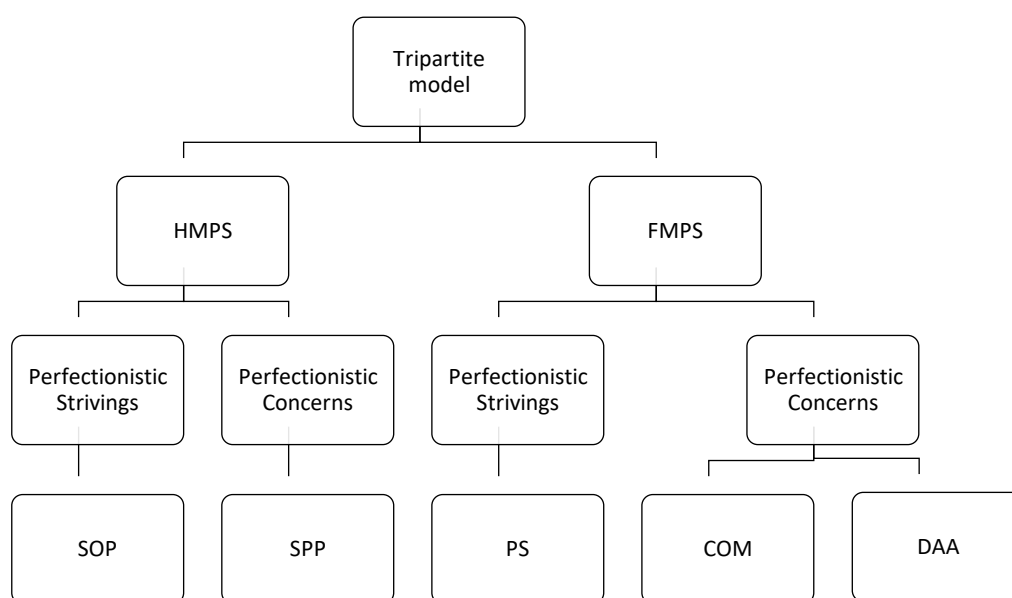 Tripartite
model
HMPS
FMPS
Perfectionistic
Strivings
Perfectionistic
Concerns
Perfectionistic
Strivings
Perfectionistic
Concerns
SOP
SPP
PS
COM
DAA